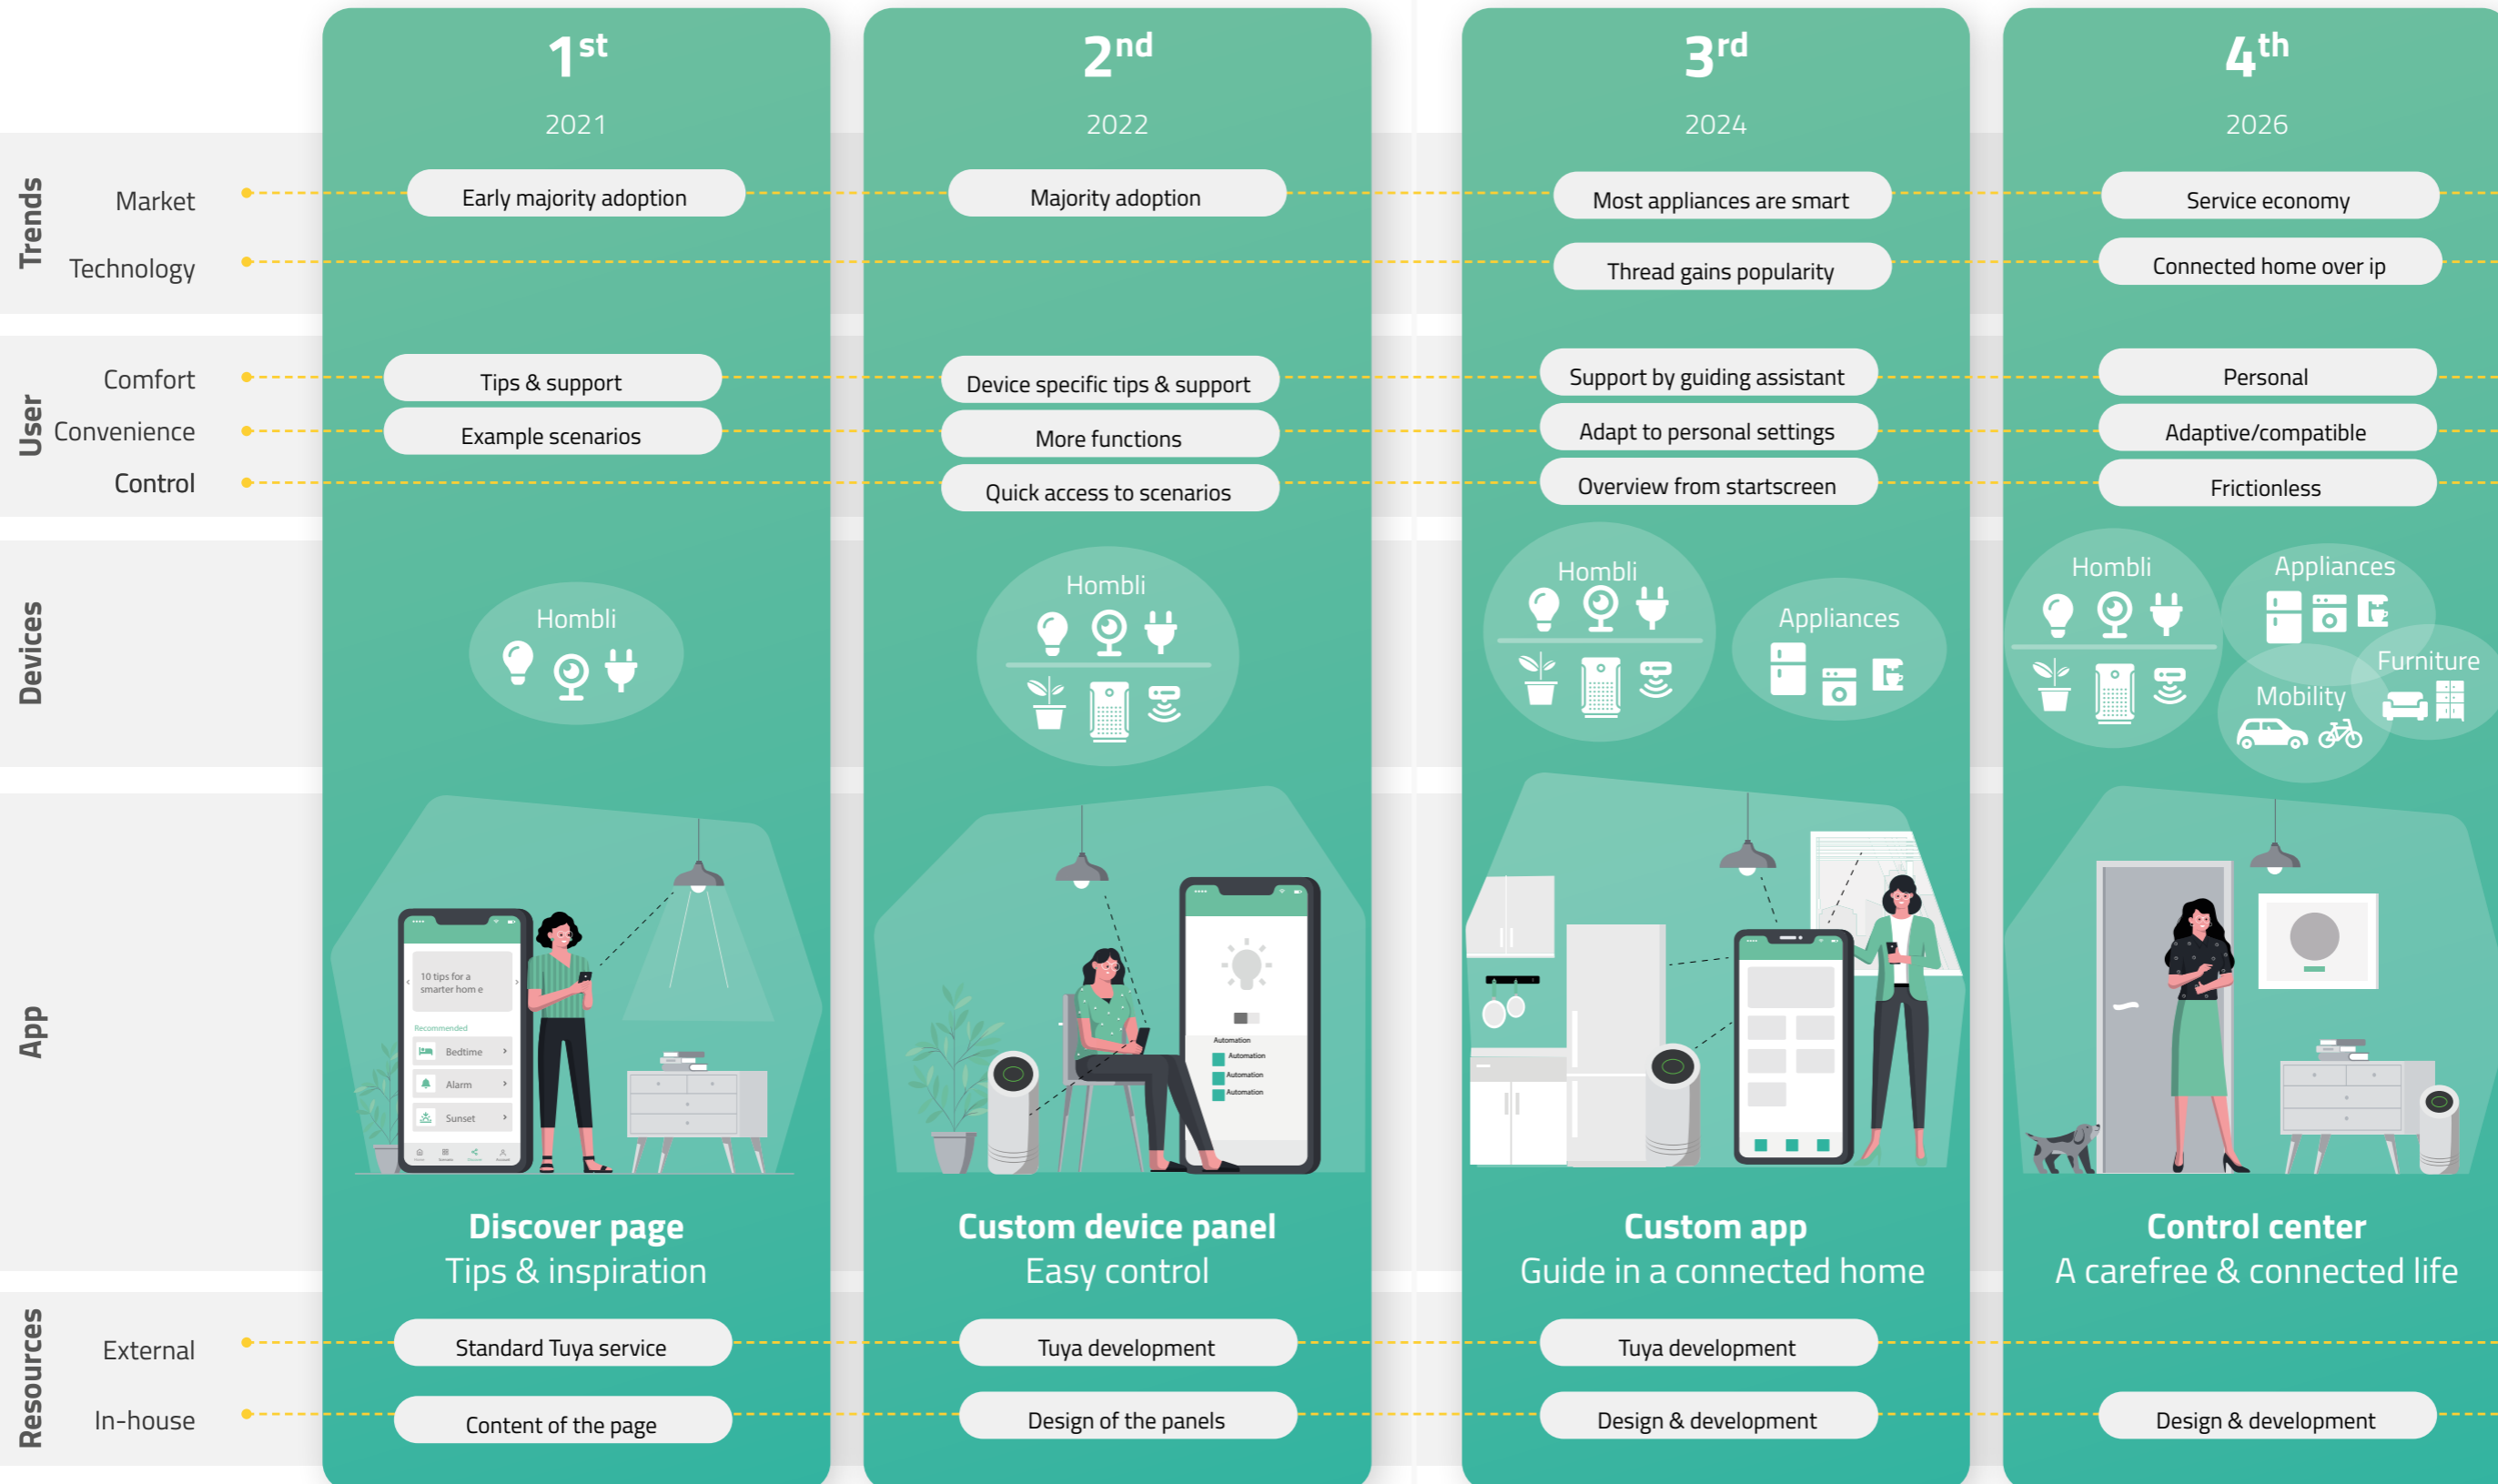 1st
2nd
3rd
4th
2021
2022
2024
2026
Trends
Market
Early majority adoption
Majority adoption
Most appliances are smart
Service economy
Technology
Thread gains popularity
Connected home over ip
User
Comfort
Tips & support
Device specific tips & support
Support by guiding assistant
Personal
Convenience
Example scenarios
More functions
Adapt to personal settings
Adaptive/compatible
Control
Quick access to scenarios
Overview from startscreen
Frictionless
Devices
Hombli
Hombli
Hombli
Appliances
Hombli
Appliances
Furniture
Mobility
App
10 tips for a
smarter hom e
Recommended
Bedtime
Alarm
Sunset
Automation
Automation
Automation
Automation
Discover page
Tips & inspiration
Custom device panel
Easy control
Custom app
Guide in a connected home
Control center
A carefree & connected life
Resources
External
Standard Tuya service
Tuya development
Tuya development
In-house
Content of the page
Design of the panels
Design & development
Design & development